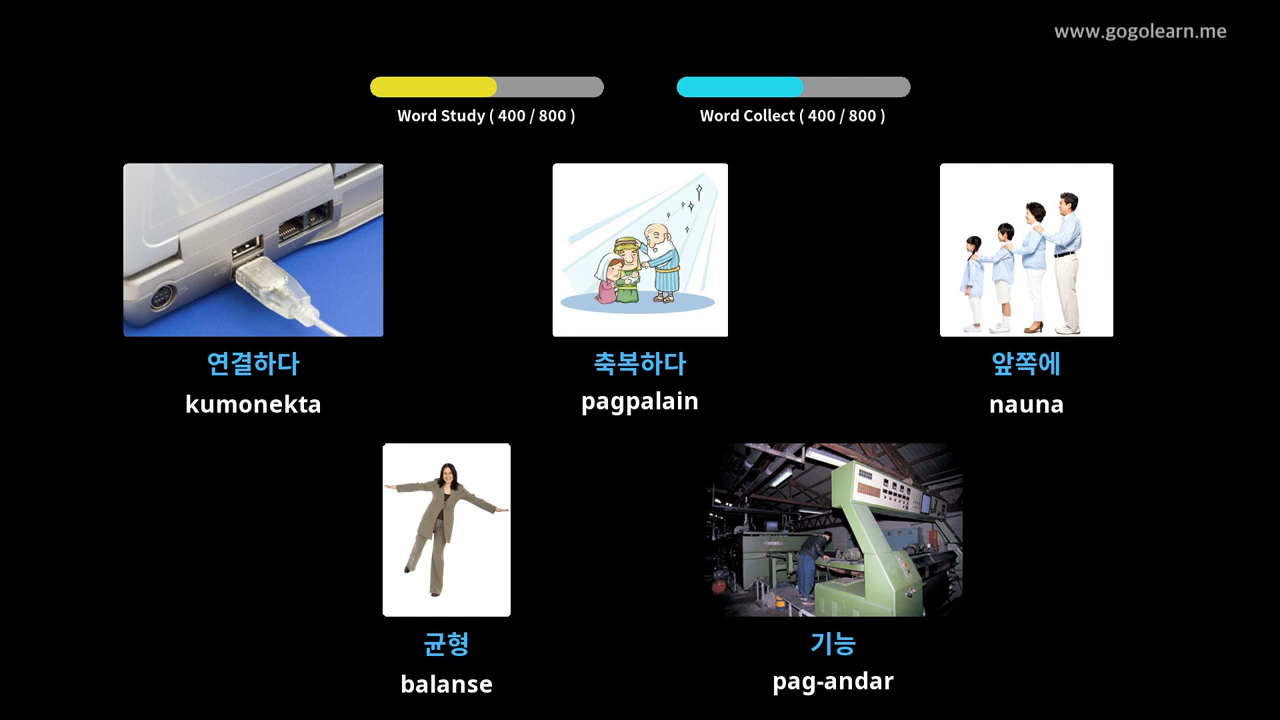 www.gogolearn.me
Word Study ( 400 / 800 )
Word Collect ( 400 / 800 )
연결하다
kumonekta
축복하다
pagpalain
앞쪽에
nauna
균형
balanse
기능
pag-andar